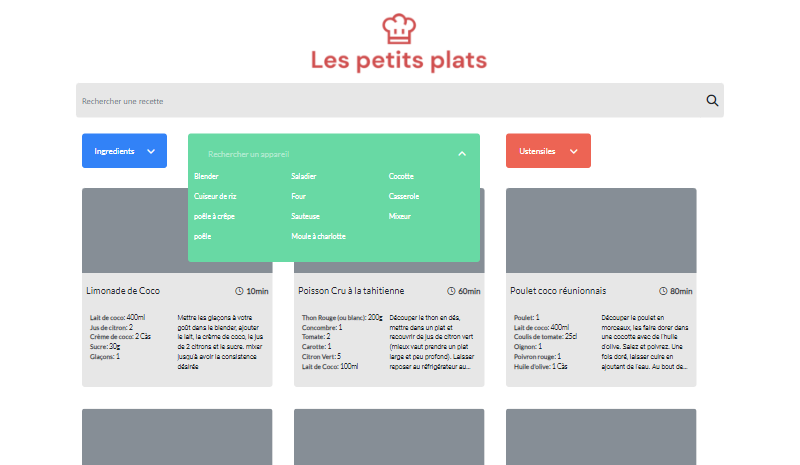 Les petits plats
Rechercher une recette
Ingredients
Rechercher un appareil
Ustensiles
Blender
Saladier
Cocotte
Cuiseur de riz
Four
Casserole
poêle à crêpe
Sauteuse
Mixeur
poêle
Moule à charlotte
Limonade de Coco
10min
Lait de coco: 400ml
Jus de citron: 2
Crème de coco: 2 Càs
Sucre: 30g
Glaçons: 1
Mettre les glaçons à votre
goût dans le blender, ajouter
le lait, la crème de coco, le jus
de 2 citrons et le sucre. mixer
jusqu'à avoir la consistence
désirée
Poisson Cru à la tahitienne
60min
Thon Rouge (ou blanc): 200g
Concombre: 1
Tomate: 2
Carotte: 1
Citron Vert: 5
Lait de Coco: 100ml
Découper le thon en dés,
mettre dans un plat et
recouvrir de jus de citron vert
(mieux vaut prendre un plat
large et peu profond). Laisser
reposer au réfrigérateur au...
Poulet coco réunionnais
80min
Poulet: 1
Lait de coco: 400ml
Coulis de tomate: 25cl
Oignon: 1
Poivron rouge: 1
Huile d'olive: 1 Càs
Découper le poulet en
morceaux, les faire dorer dans
une cocotte avec de l'huile
d'olive. Salez et poivrez. Une
fois doré, laisser cuire en
ajoutant de l'eau. Au bout de...